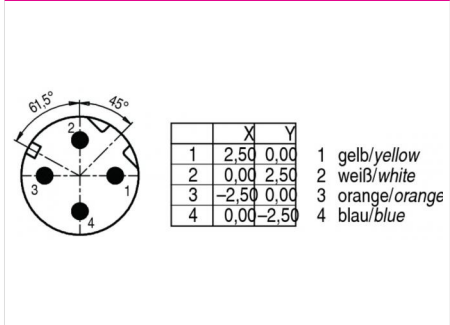 61,5°
45°
2
3
1
4
X Y
1 2,50 0,00
2 0,00 2,50
3 –2,50 0,00
4 0,00 –2,50
1 gelb/yellow
2 weiß/white
3 orange/orange
4 blau/blue